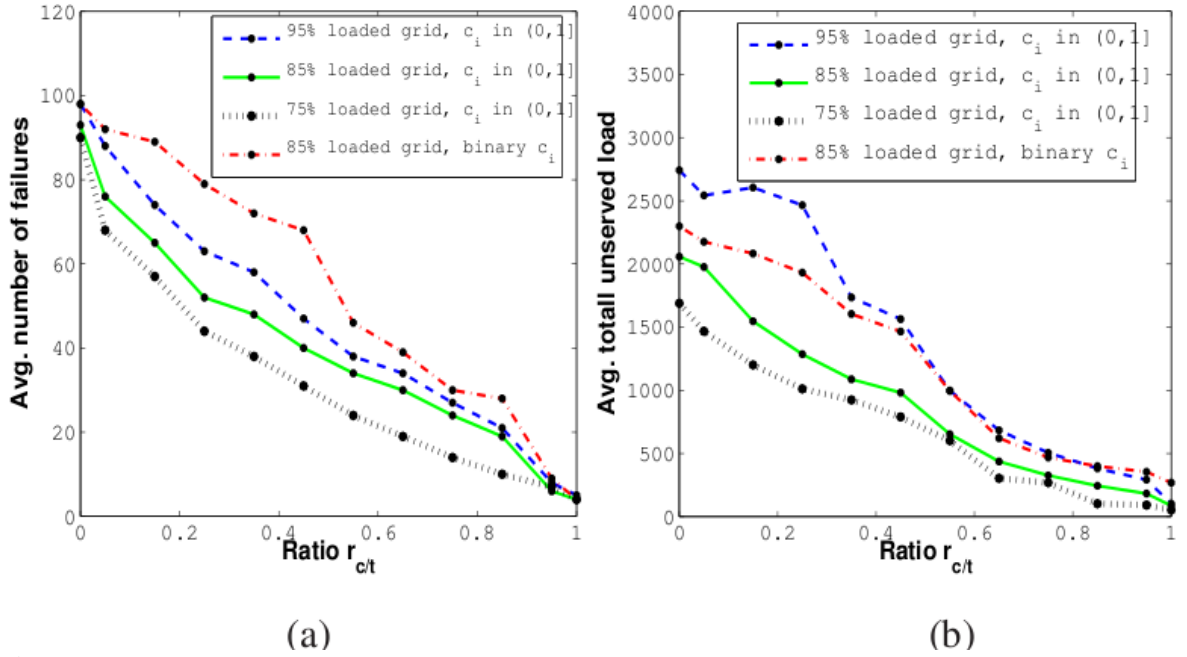 120
100
80
60
40
20
0
Avg. number of failures
95% loaded grid, c_i in (0,1]
85% loaded grid, c_i in (0,1]
75% loaded grid, c_i in (0,1]
85% loaded grid, binary c_i
0 0.2 0.4 0.6 0.8 1
Ratio r_c/t
(a)
4000
3500
3000
2500
2000
1500
1000
500
0
Avg. totall unserved load
95% loaded grid, c_i in (0,1]
85% loaded grid, c_i in (0,1]
75% loaded grid, c_i in (0,1]
85% loaded grid, binary c_i
0 0.2 0.4 0.6 0.8 1
Ratio r_c/t
(b)